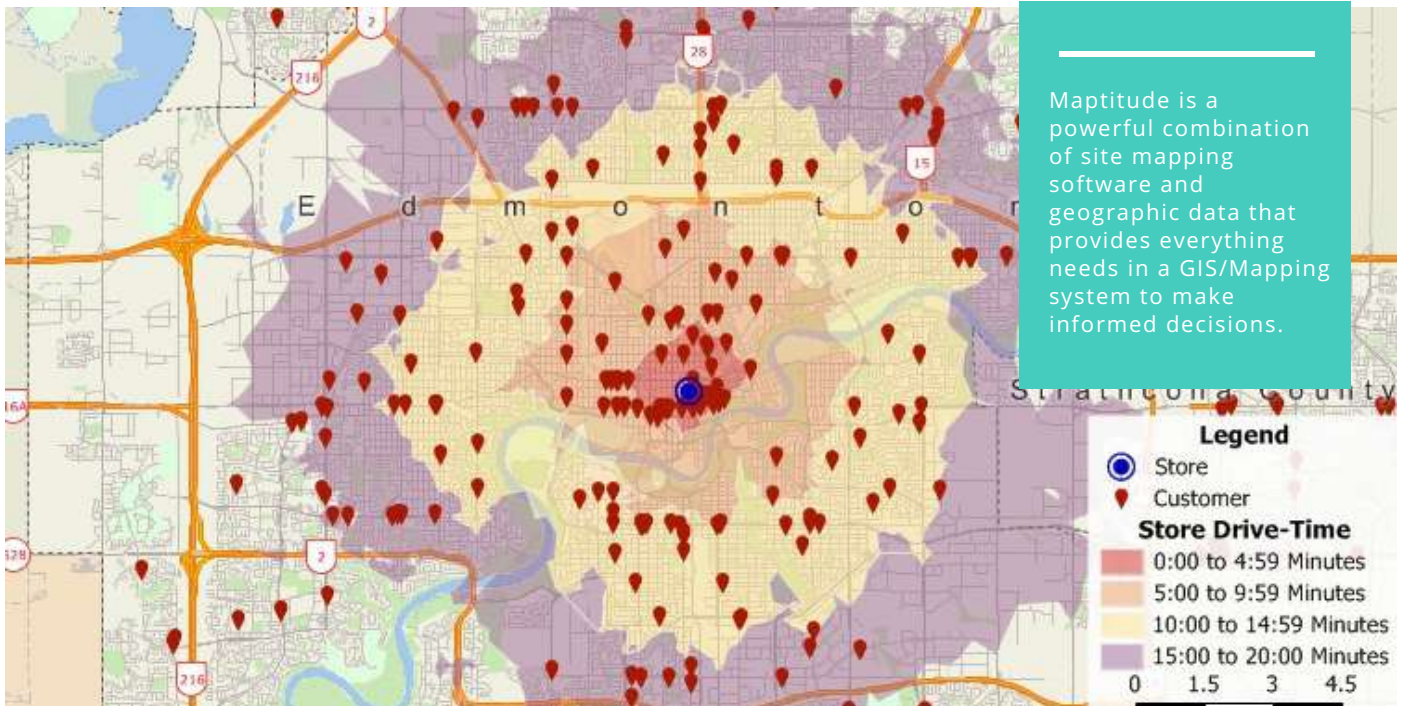 2
28
216
15
Maptitude is a
powerful combination
of site mapping
software and
geographic data that
provides everything
needs in a GIS/Mapping
system to make
informed decisions.
E d m o n t o n
Strathcona County
16A
Legend
Store
Customer
Store Drive-Time
0:00 to 4:59 Minutes
5:00 to 9:59 Minutes
10:00 to 14:59 Minutes
15:00 to 20:00 Minutes
0 1.5 3 4.5
2
216